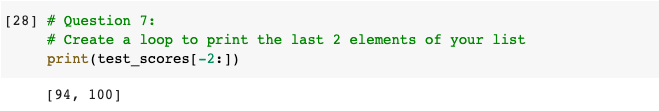 [28] # Question 7:
# Create a loop to print the last 2 elements of your list
print(test_scores[-2:])
[94, 100]